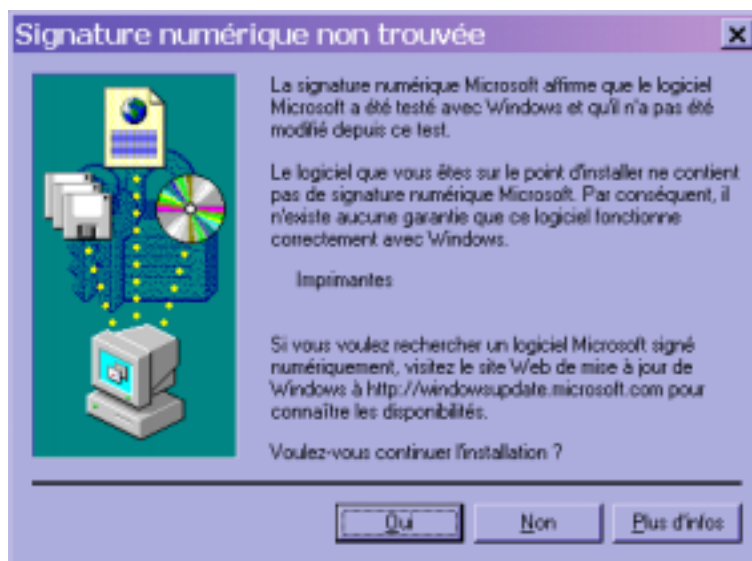 Signature numérique non trouvée
La signature numérique Microsoft affirme que le logiciel
Microsoft a été testé avec Windows et qu'il n'a pas été
modifié depuis ce test.
Le logiciel que vous êtes sur le point d'installer ne contient
pas de signature numérique Microsoft. Par conséquent, il
n'existe aucune garantie que ce logiciel fonctionne
correctement avec Windows.
Imprimantes
Si vous voulez rechercher un logiciel Microsoft signé
numériquement, visitez le site Web de mise à jour de
Windows à http://windowsupdate.microsoft.com pour
connaître les disponibilités.
Voulez-vous continuer l'installation ?
Oui Non Plus d'infos